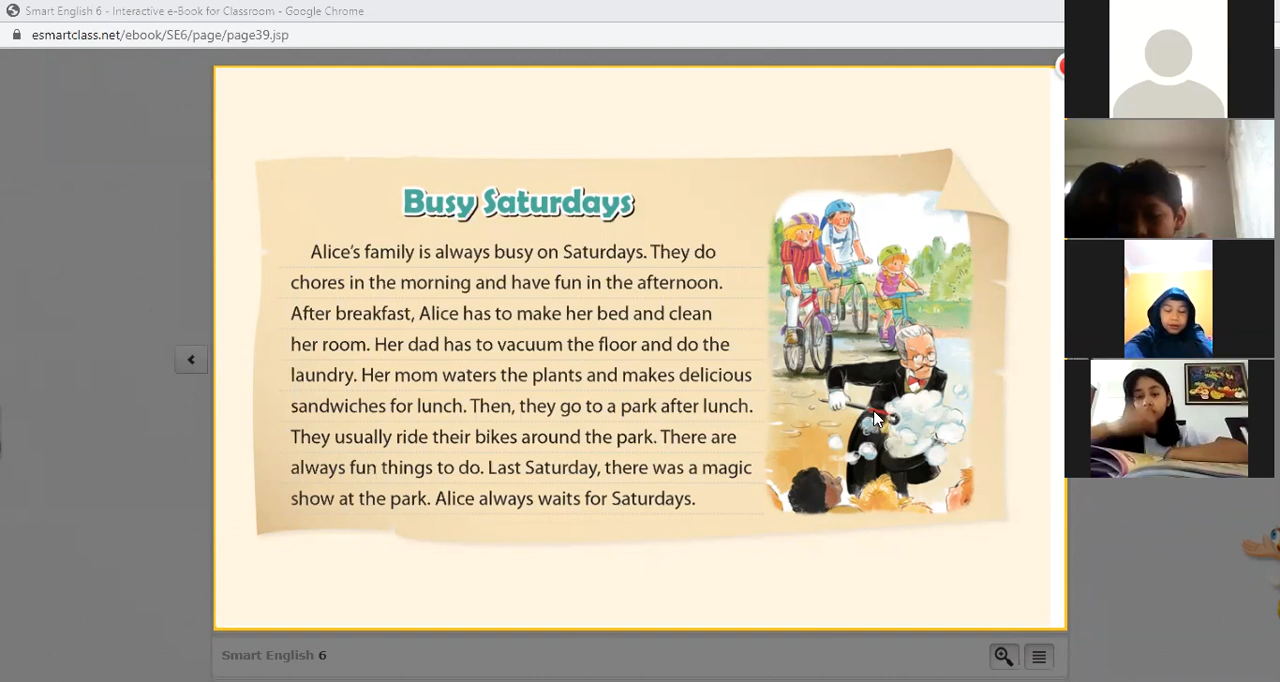 Smart English 6 - Interactive e-Book for Classroom - Google Chrome
esmartclass.net/ebook/SE6/page/page39.jsp
Busy Saturdays
Alice's family is always busy on Saturdays. They do
chores in the morning and have fun in the afternoon.
After breakfast, Alice has to make her bed and clean
her room. Her dad has to vacuum the floor and do the
laundry. Her mom waters the plants and makes delicious
sandwiches for lunch. Then, they go to a park after lunch.
They usually ride their bikes around the park. There are
always fun things to do. Last Saturday, there was a magic
show at the park. Alice always waits for Saturdays.
Smart English 6